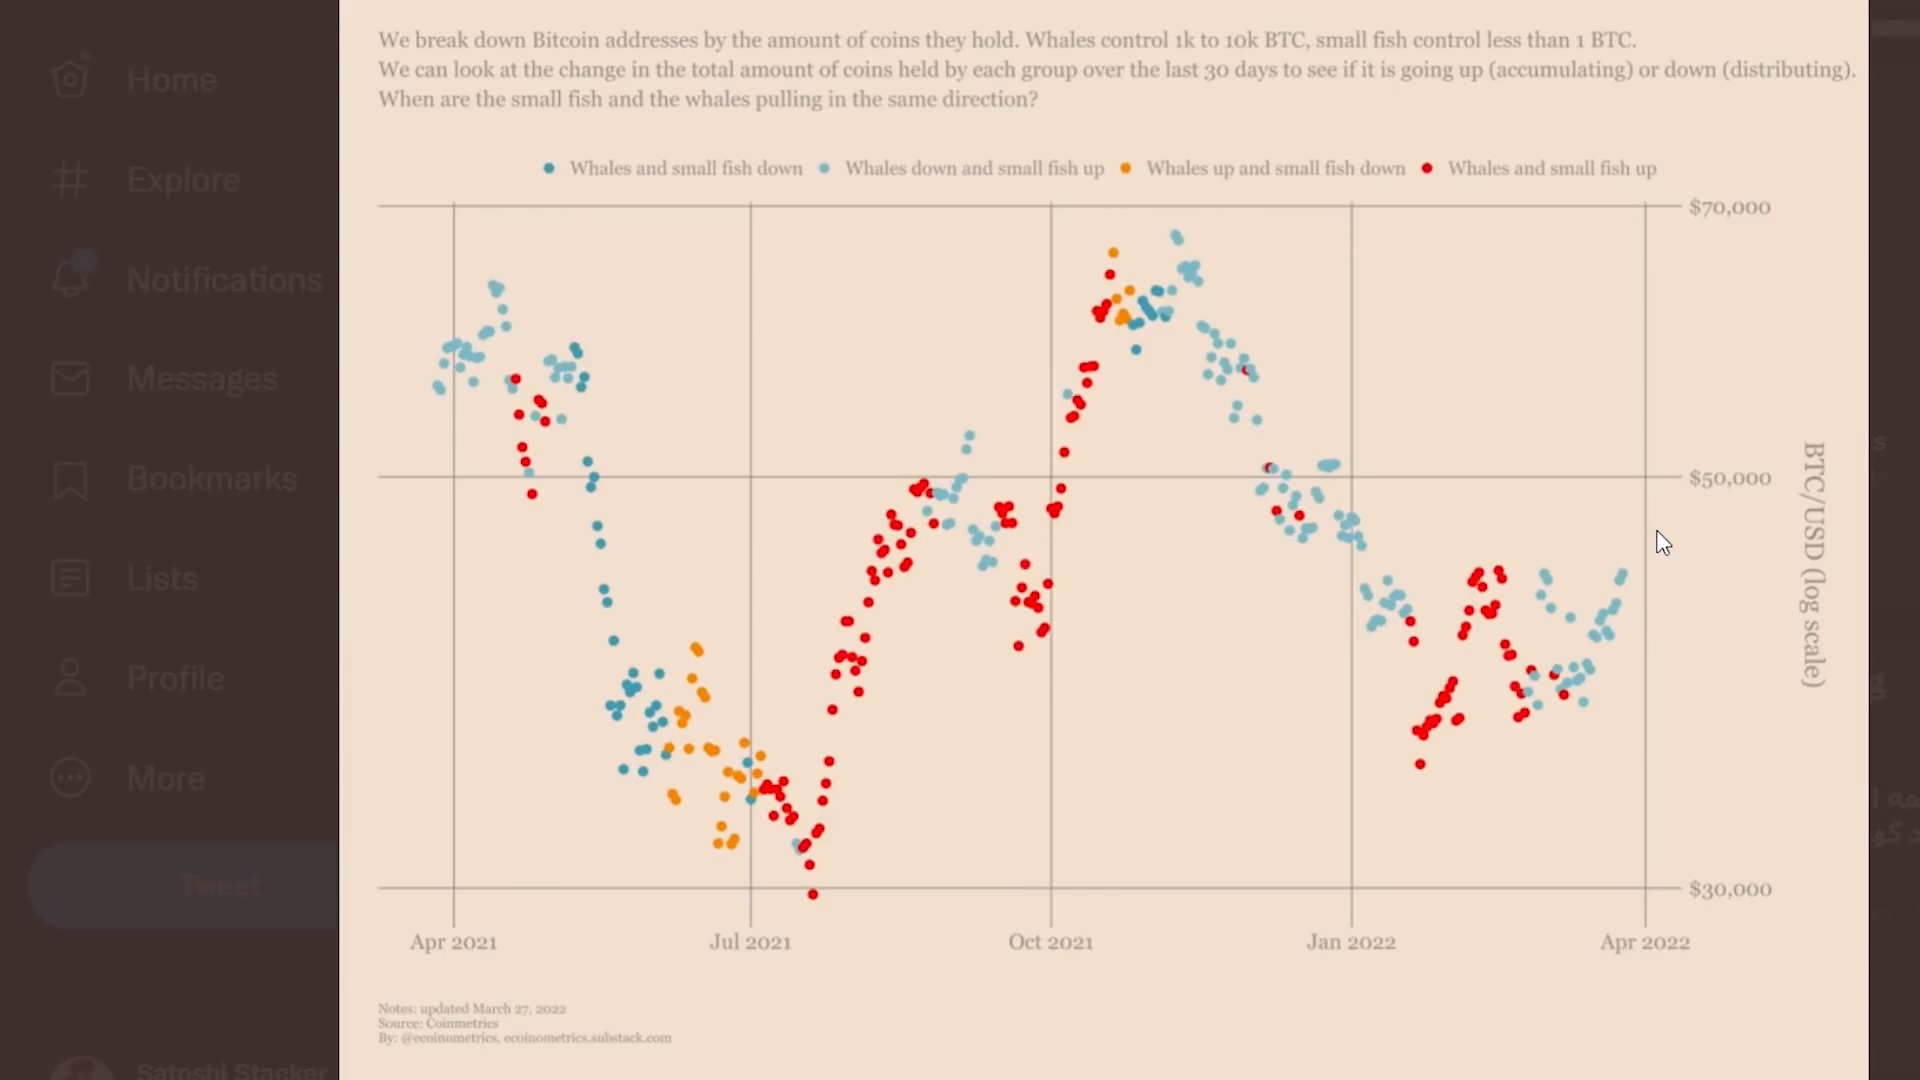 We break down Bitcoin addresses by the amount of coins they hold. Whales control 1k to 10k BTC, small fish control less than 1 BTC.
We can look at the change in the total amount of coins held by each group over the last 30 days to see if it is going up (accumulating) or down (distributing).
When are the small fish and the whales pulling in the same direction?
Whales and small fish down
Whales down and small fish up
Whales up and small fish down
Whales and small fish up
$70,000
$50,000
$30,000
BTC/USD (log scale)
Apr 2021
Jul 2021
Oct 2021
Jan 2022
Apr 2022
Notes: updated March 27, 2022
Source: Coinmetrics
By: @ecoinometrics, ecoinometrics.substack.com
Home
Explore
Notifications
Messages
Bookmarks
Lists
Profile
More
Tweet
Satoshi Stacker